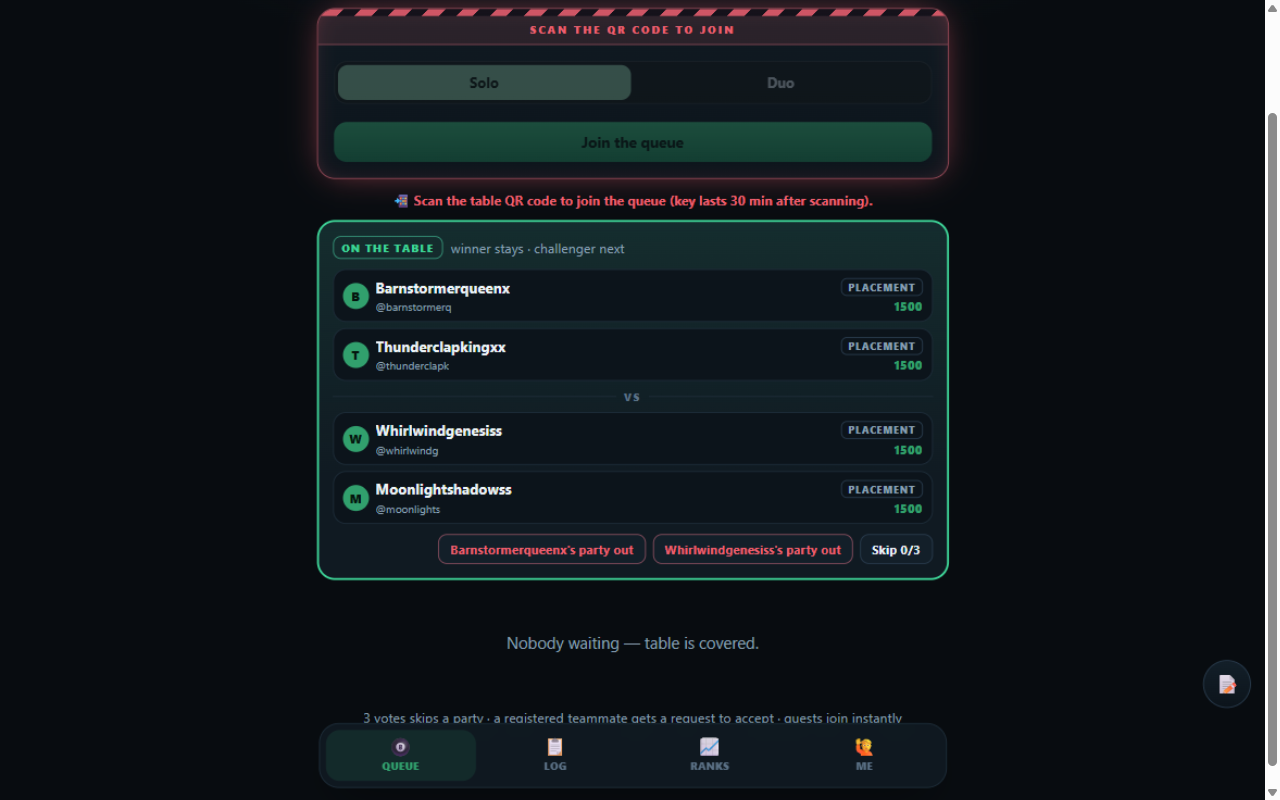 SCAN THE QR CODE TO JOIN
Solo
Duo
Join the queue
Scan the table QR code to join the queue (key lasts 30 min after scanning).
ON THE TABLE
winner stays · challenger next
B
Barnstormerqueenx
@barnstormerq
PLACEMENT
1500
T
Thunderclapkingxx
@thunderclapk
PLACEMENT
1500
VS
W
Whirlwindgenesiss
@whirlwindg
PLACEMENT
1500
M
Moonlightshadowss
@moonlights
PLACEMENT
1500
Barnstormerqueenx's party out
Whirlwindgenesiss's party out
Skip 0/3
Nobody waiting — table is covered.
3 votes skips a party · a registered teammate gets a request to accept · guests join instantly
QUEUE
LOG
RANKS
ME